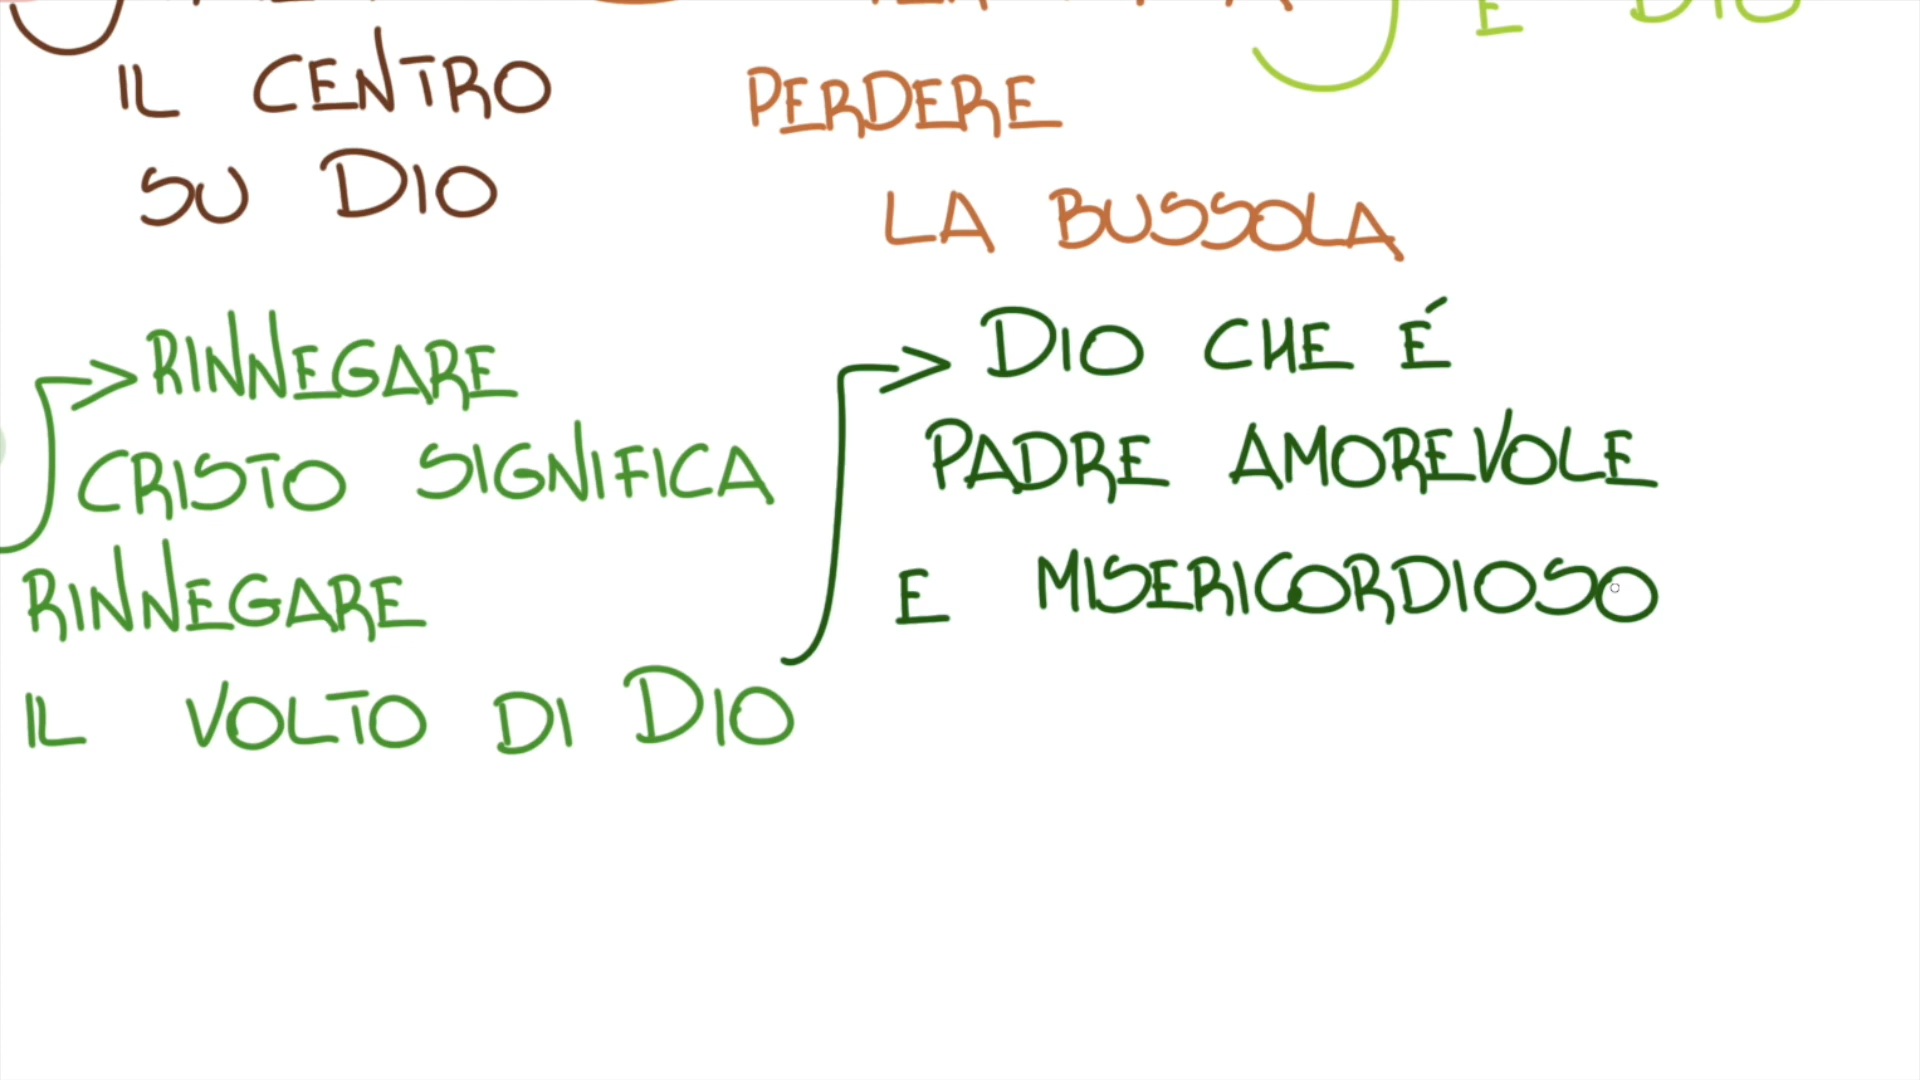 E DIO
IL CENTRO
SU DIO
PERDERE
LA BUSSOLA
RINNEGARE
CRISTO SIGNIFICA
RINNEGARE
IL VOLTO DI DIO
DIO CHE É
PADRE AMOREVOLE
E MISERICORDIOSO